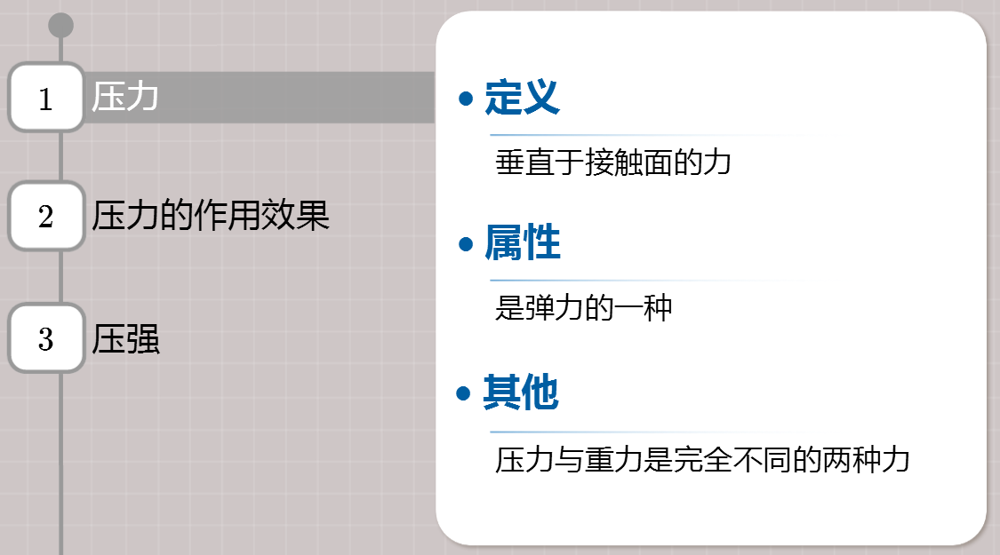 1 压力
2 压力的作用效果
3 压强
• 定义
垂直于接触面的力
• 属性
是弹力的一种
• 其他
压力与重力是完全不同的两种力